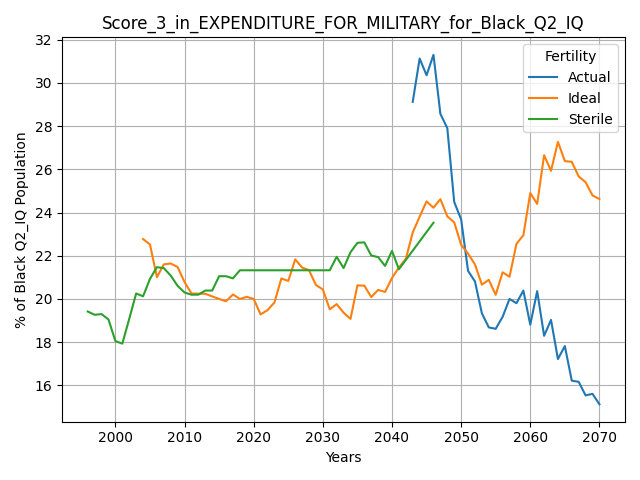 Score_3_in_EXPENDITURE_FOR_MILITARY_for_Black_Q2_IQ
Fertility
Actual
Ideal
Sterile
% of Black Q2_IQ Population
32
30
28
26
24
22
20
18
16
2000
2010
2020
2030
2040
2050
2060
2070
Years